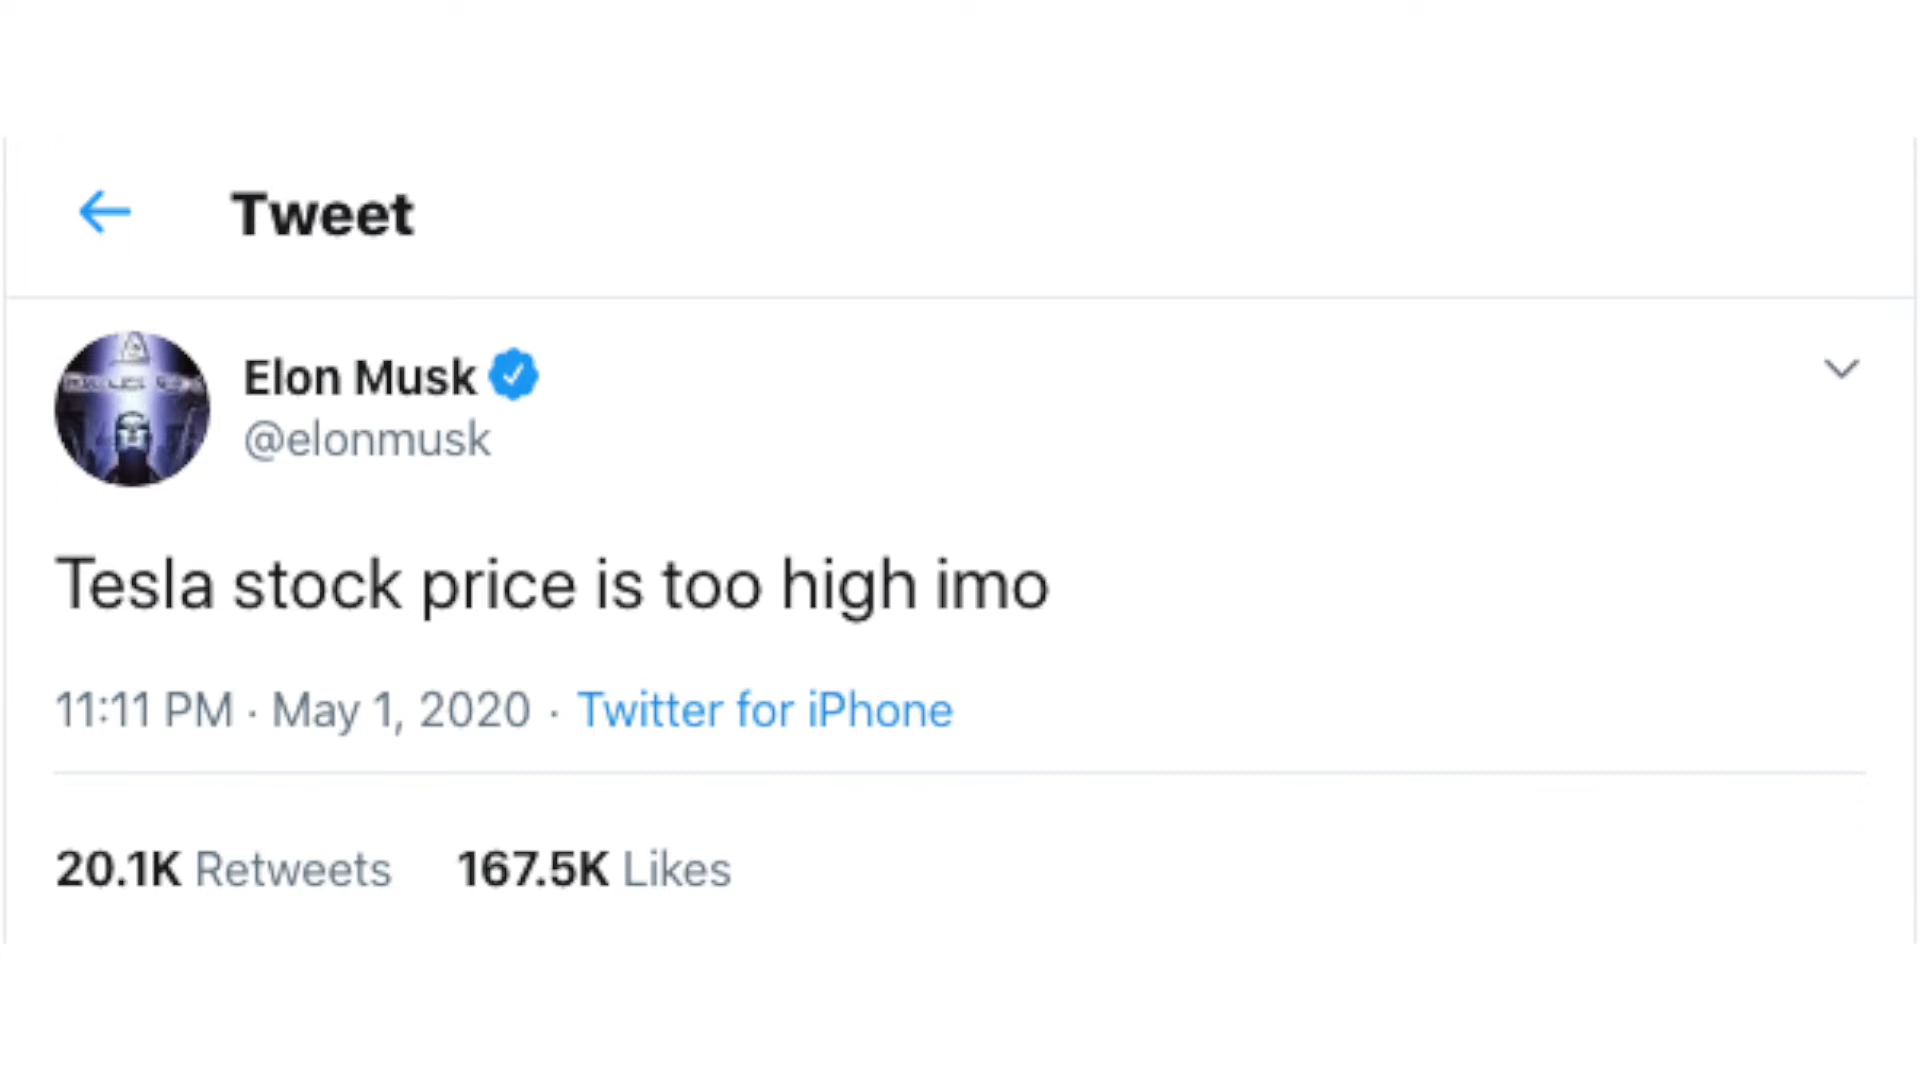 Tweet
Elon Musk
@elonmusk
Tesla stock price is too high imo
11:11 PM · May 1, 2020 · Twitter for iPhone
20.1K Retweets 167.5K Likes